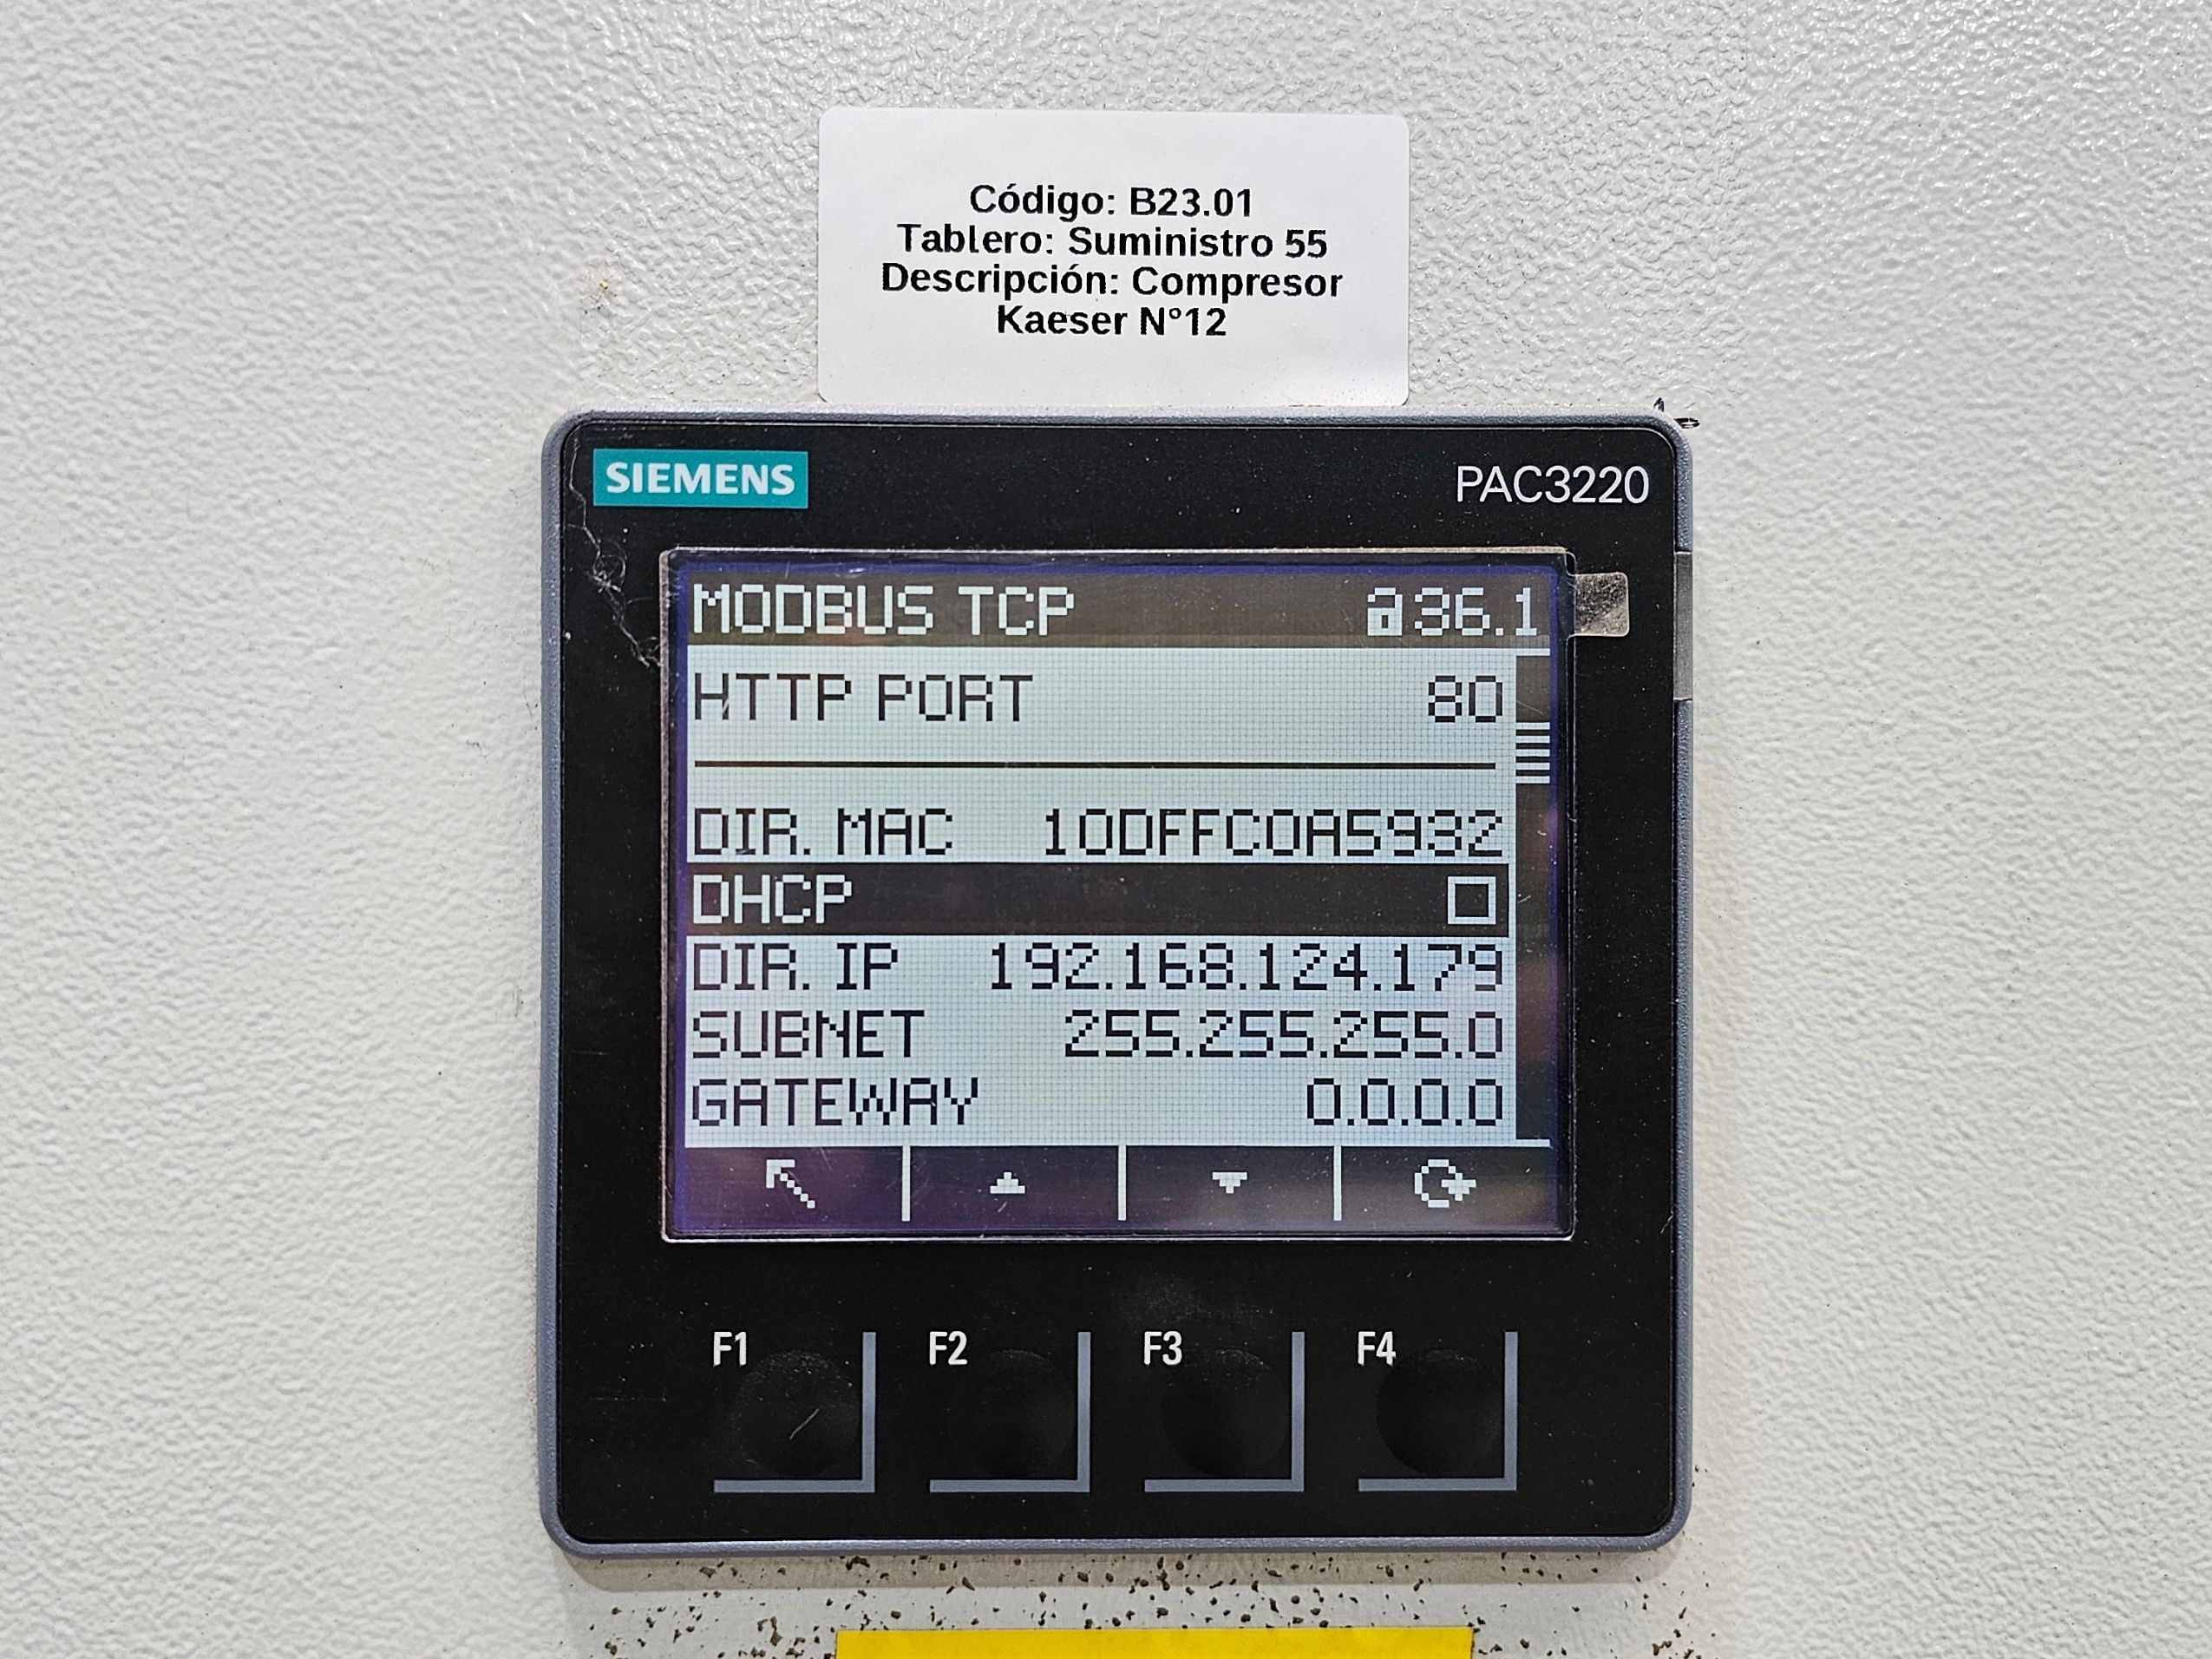 Código: B23.01
Tablero: Suministro 55
Descripción: Compresor
Kaeser N°12
SIEMENS
PAC3220
MODBUS TCP a36.1
HTTP PORT 80
DIR. MAC 10DFFC0A5932
DHCP
DIR. IP 192.168.124.179
SUBNET 255.255.255.0
GATEWAY 0.0.0.0
F1 F2 F3 F4